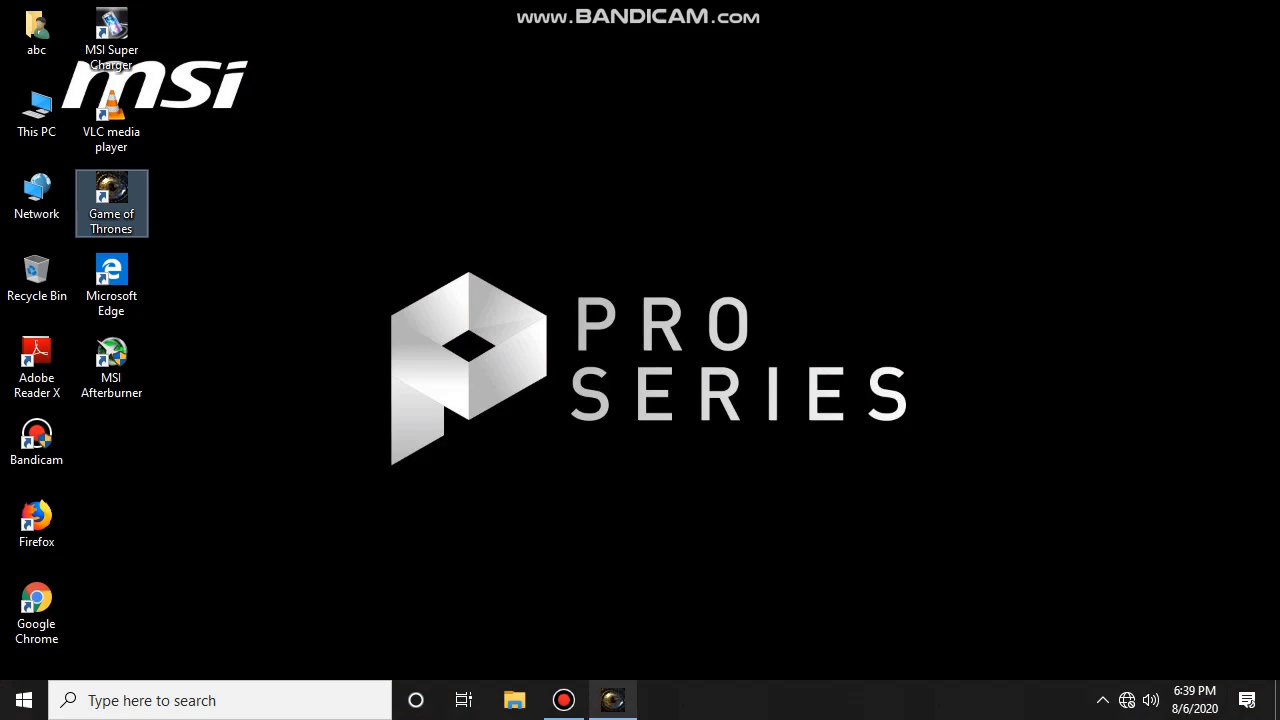 www.BANDICAM.com
abc
MSI Super
Charger
msi
This PC
VLC media
player
Network
Game of
Thrones
Recycle Bin
Microsoft
Edge
PRO
SERIES
Adobe
Reader X
MSI
Afterburner
Bandicam
Firefox
Google
Chrome
Type here to search
6:39 PM
8/6/2020